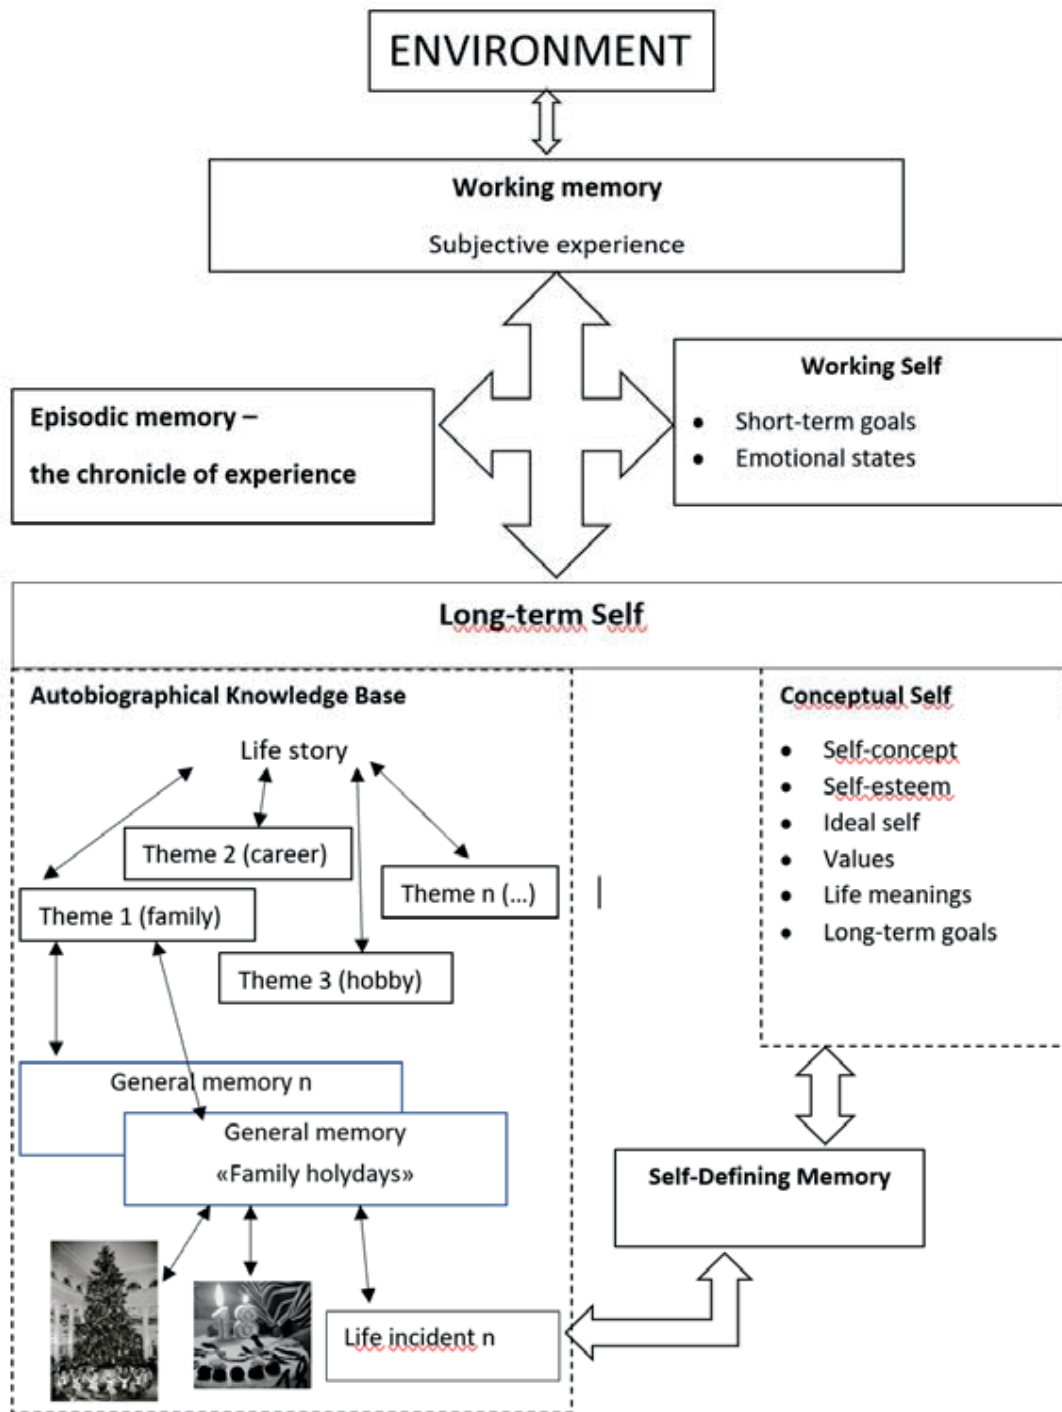 ENVIRONMENT
Working memory
Subjective experience
Working Self
• Short-term goals
• Emotional states
Episodic memory –
the chronicle of experience
Long-term Self
Autobiographical Knowledge Base
Life story
Theme 2 (career)
Theme n (...)
Theme 1 (family)
Theme 3 (hobby)
General memory n
General memory
«Family holydays»
18
Life incident n
Conceptual Self
• Self-concept
• Self-esteem
• Ideal self
• Values
• Life meanings
• Long-term goals
Self-Defining Memory